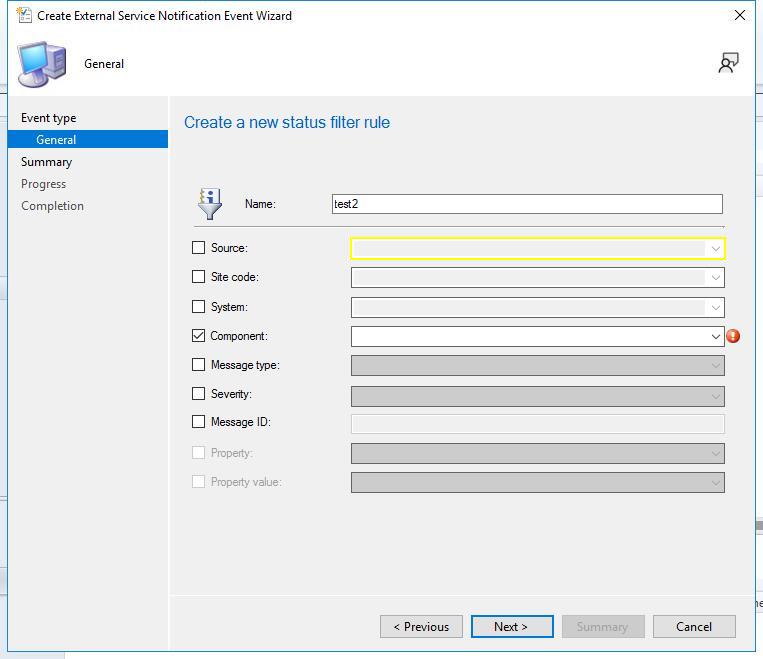 Create External Service Notification Event Wizard
General
Event type
General
Summary
Progress
Completion
Create a new status filter rule
Name: test2
Source:
Site code:
System:
Component:
Message type:
Severity:
Message ID:
Property:
Property value:
< Previous Next > Summary Cancel